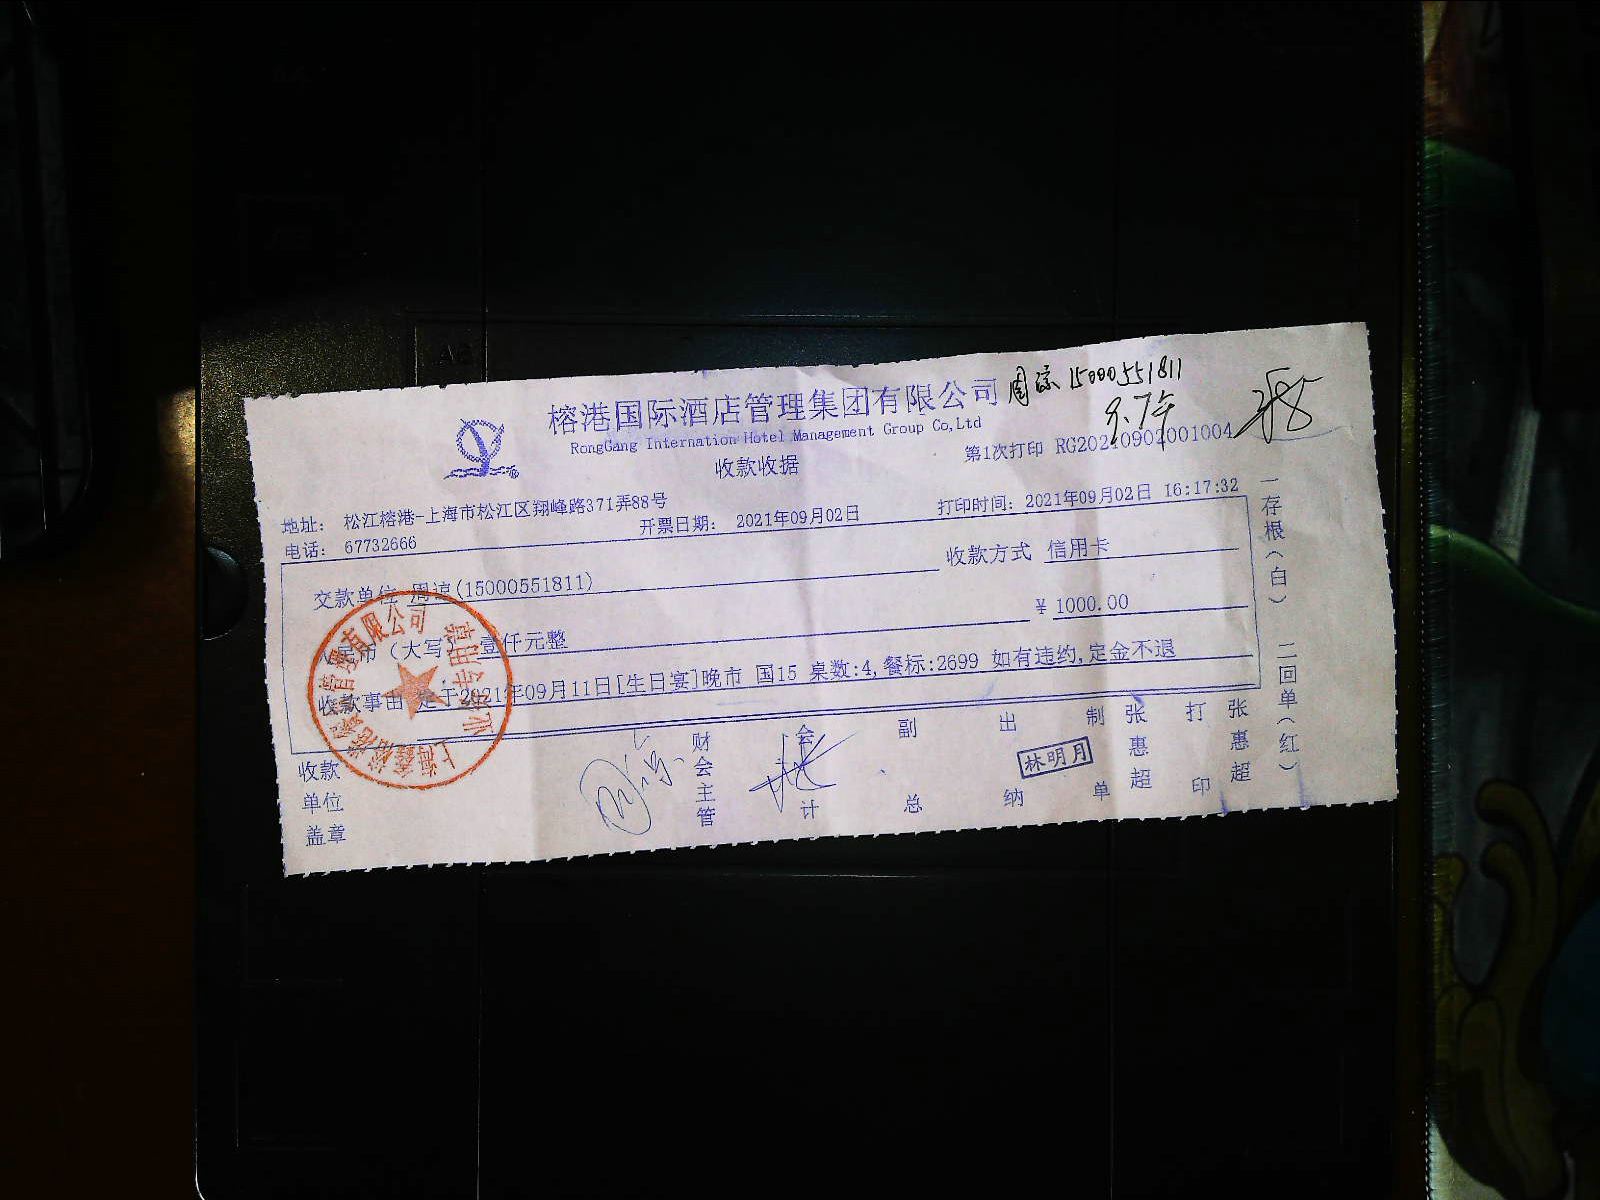 榕港国际酒店管理集团有限公司
周谅 15000551811
RongGang Internation Hotel Management Group Co,Ltd
收款收据
第1次打印 RG20210902001004
地址: 松江榕港-上海市松江区翔峰路371弄88号
电话: 67732666
开票日期: 2021年09月02日
打印时间: 2021年09月02日 16:17:32
交款单位 周谅(15000551811)
收款方式 信用卡
人民币（大写） 壹仟元整
¥ 1000.00
收款事由 定于2021年09月11日[生日宴]晚市 国15 桌数:4,餐标:2699 如有违约,定金不退
收款单位盖章
财会主管
会计
副总
出纳
林明月
制单
张惠超
打印
张惠超
一存根(白)
二回单(红)